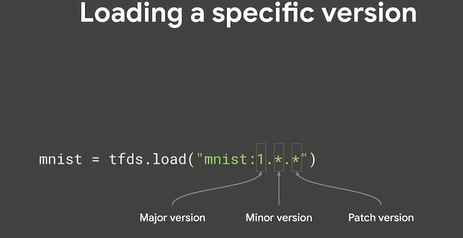 Loading a specific version
mnist = tfds.load("mnist:1.*.*")
Major version Minor version Patch version